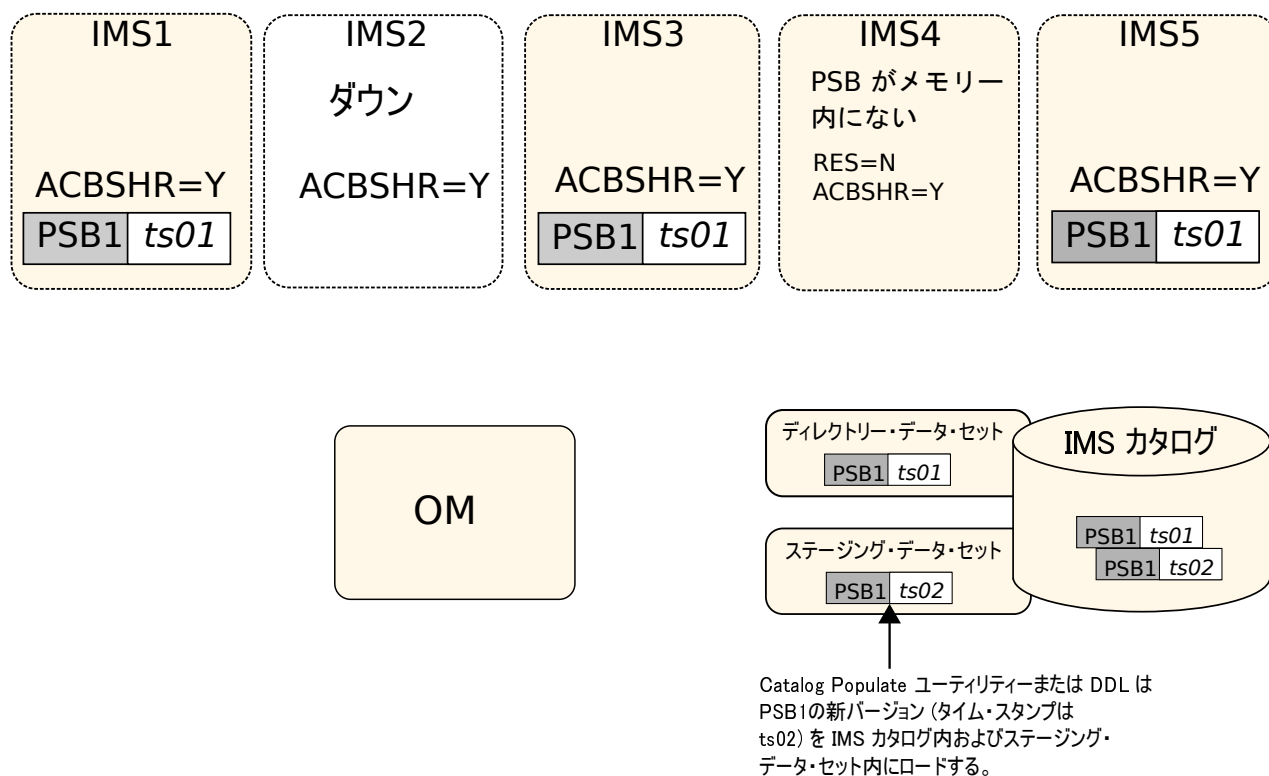 IMS1
ACBSHR=Y
PSB1 ts01
IMS2
ダウン
ACBSHR=Y
IMS3
ACBSHR=Y
PSB1 ts01
IMS4
PSB がメモリー
内にない
RES=N
ACBSHR=Y
IMS5
ACBSHR=Y
PSB1 ts01
OM
ディレクトリー・データ・セット
PSB1 ts01
ステージング・データ・セット
PSB1 ts02
IMS カタログ
PSB1 ts01
PSB1 ts02
Catalog Populate ユーティリティーまたは DDL は
PSB1の新バージョン (タイム・スタンプは
ts02) を IMS カタログ内およびステージング・
データ・セット内にロードする。